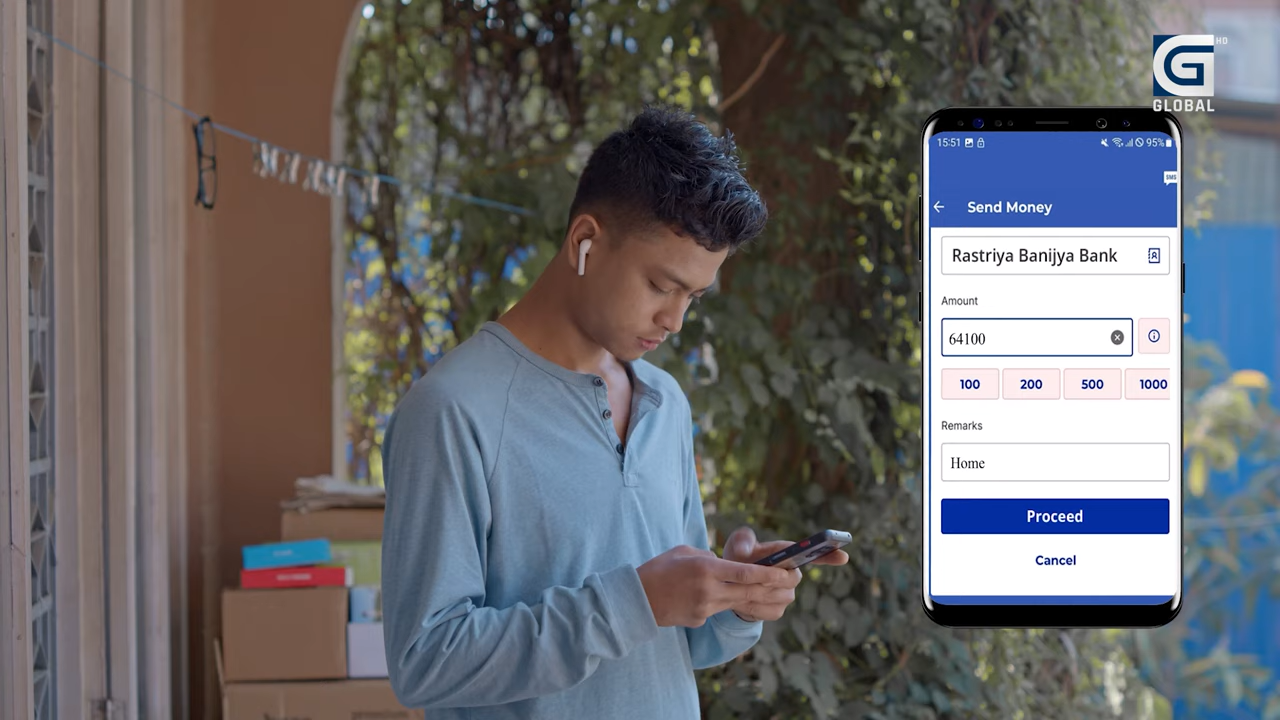 G HD
GLOBAL
15:51
95%
SMS
Send Money
Rastriya Banijya Bank
Amount
64100
100 200 500 1000
Remarks
Home
Proceed
Cancel